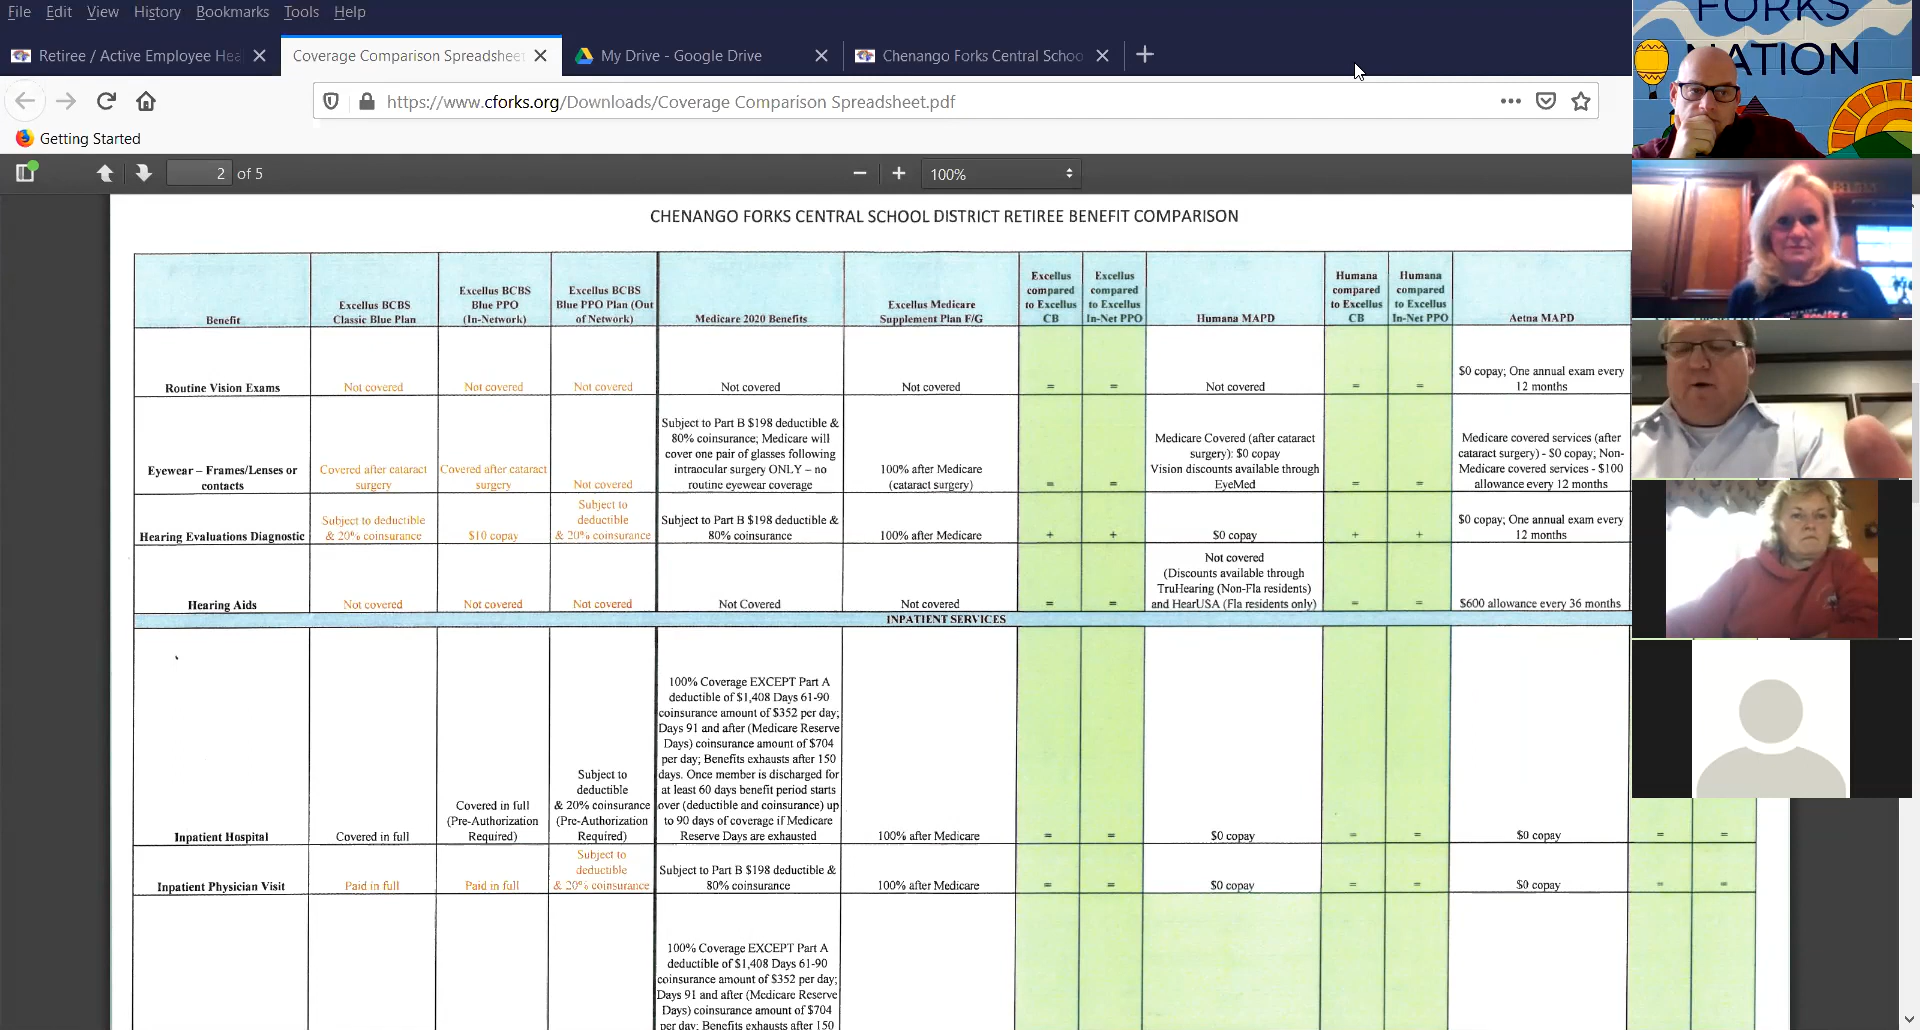 File Edit View History Bookmarks Tools Help
FORKS
NATION
Retiree / Active Employee Hea
Coverage Comparison Spreadsheet
My Drive - Google Drive
Chenango Forks Central Schoo
https://www.cforks.org/Downloads/Coverage Comparison Spreadsheet.pdf
Getting Started
2 of 5
100%
CHENANGO FORKS CENTRAL SCHOOL DISTRICT RETIREE BENEFIT COMPARISON
Benefit
Excellus BCBS
Classic Blue Plan
Excellus BCBS
Blue PPO
(In-Network)
Excellus BCBS
Blue PPO Plan (Out
of Network)
Medicare 2020 Benefits
Excellus Medicare
Supplement Plan F/G
Excellus
compared
to Excellus
CB
Excellus
compared
to Excellus
In-Net PPO
Humana MAPD
Humana
compared
to Excellus
CB
Humana
compared
to Excellus
In-Net PPO
Aetna MAPD
Routine Vision Exams
Not covered
Not covered
Not covered
Not covered
Not covered
=
=
Not covered
=
=
$0 copay; One annual exam every
12 months
Eyewear – Frames/Lenses or
contacts
Covered after cataract
surgery
Covered after cataract
surgery
Not covered
Subject to Part B $198 deductible &
80% coinsurance; Medicare will
cover one pair of glasses following
intraocular surgery ONLY – no
routine eyewear coverage
100% after Medicare
(cataract surgery)
=
=
Medicare Covered (after cataract
surgery): $0 copay
Vision discounts available through
EyeMed
=
=
Medicare covered services (after
cataract surgery) - $0 copay; Non-
Medicare covered services - $100
allowance every 12 months
Hearing Evaluations Diagnostic
Subject to deductible
& 20% coinsurance
$10 copay
Subject to
deductible
& 20% coinsurance
Subject to Part B $198 deductible &
80% coinsurance
100% after Medicare
+
+
$0 copay
+
+
$0 copay; One annual exam every
12 months
Hearing Aids
Not covered
Not covered
Not covered
Not Covered
Not covered
=
=
Not covered
(Discounts available through
TruHearing (Non-Fla residents)
and HearUSA (Fla residents only)
=
=
$600 allowance every 36 months
INPATIENT SERVICES
Inpatient Hospital
Covered in full
Covered in full
(Pre-Authorization
Required)
Subject to
deductible
& 20% coinsurance
(Pre-Authorization
Required)
100% Coverage EXCEPT Part A
deductible of $1,408 Days 61-90
coinsurance amount of $352 per day;
Days 91 and after (Medicare Reserve
Days) coinsurance amount of $704
per day; Benefits exhausts after 150
days. Once member is discharged for
at least 60 days benefit period starts
over (deductible and coinsurance) up
to 90 days of coverage if Medicare
Reserve Days are exhausted
100% after Medicare
=
=
$0 copay
=
=
$0 copay
=
=
Inpatient Physician Visit
Paid in full
Paid in full
Subject to
deductible
& 20% coinsurance
Subject to Part B $198 deductible &
80% coinsurance
100% after Medicare
=
=
$0 copay
=
=
$0 copay
=
=
100% Coverage EXCEPT Part A
deductible of $1,408 Days 61-90
coinsurance amount of $352 per day;
Days 91 and after (Medicare Reserve
Days) coinsurance amount of $704
per day; Benefits exhausts after 150